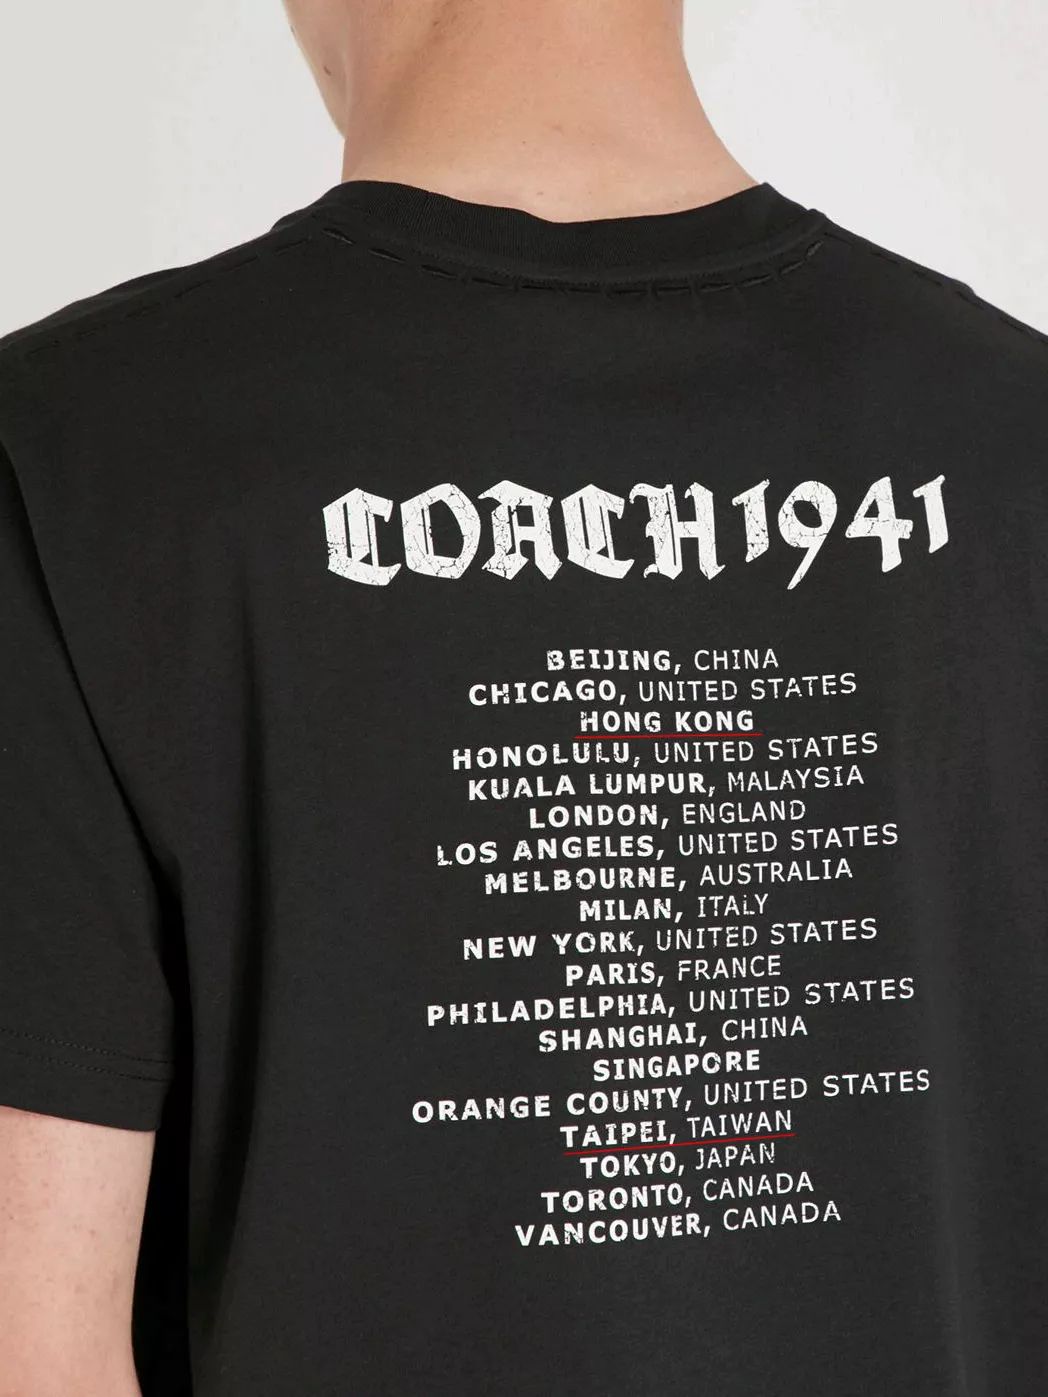 COACH 1941
BEIJING, CHINA
CHICAGO, UNITED STATES
HONG KONG
HONOLULU, UNITED STATES
KUALA LUMPUR, MALAYSIA
LONDON, ENGLAND
LOS ANGELES, UNITED STATES
MELBOURNE, AUSTRALIA
MILAN, ITALY
NEW YORK, UNITED STATES
PARIS, FRANCE
PHILADELPHIA, UNITED STATES
SHANGHAI, CHINA
SINGAPORE
ORANGE COUNTY, UNITED STATES
TAIPEI, TAIWAN
TOKYO, JAPAN
TORONTO, CANADA
VANCOUVER, CANADA